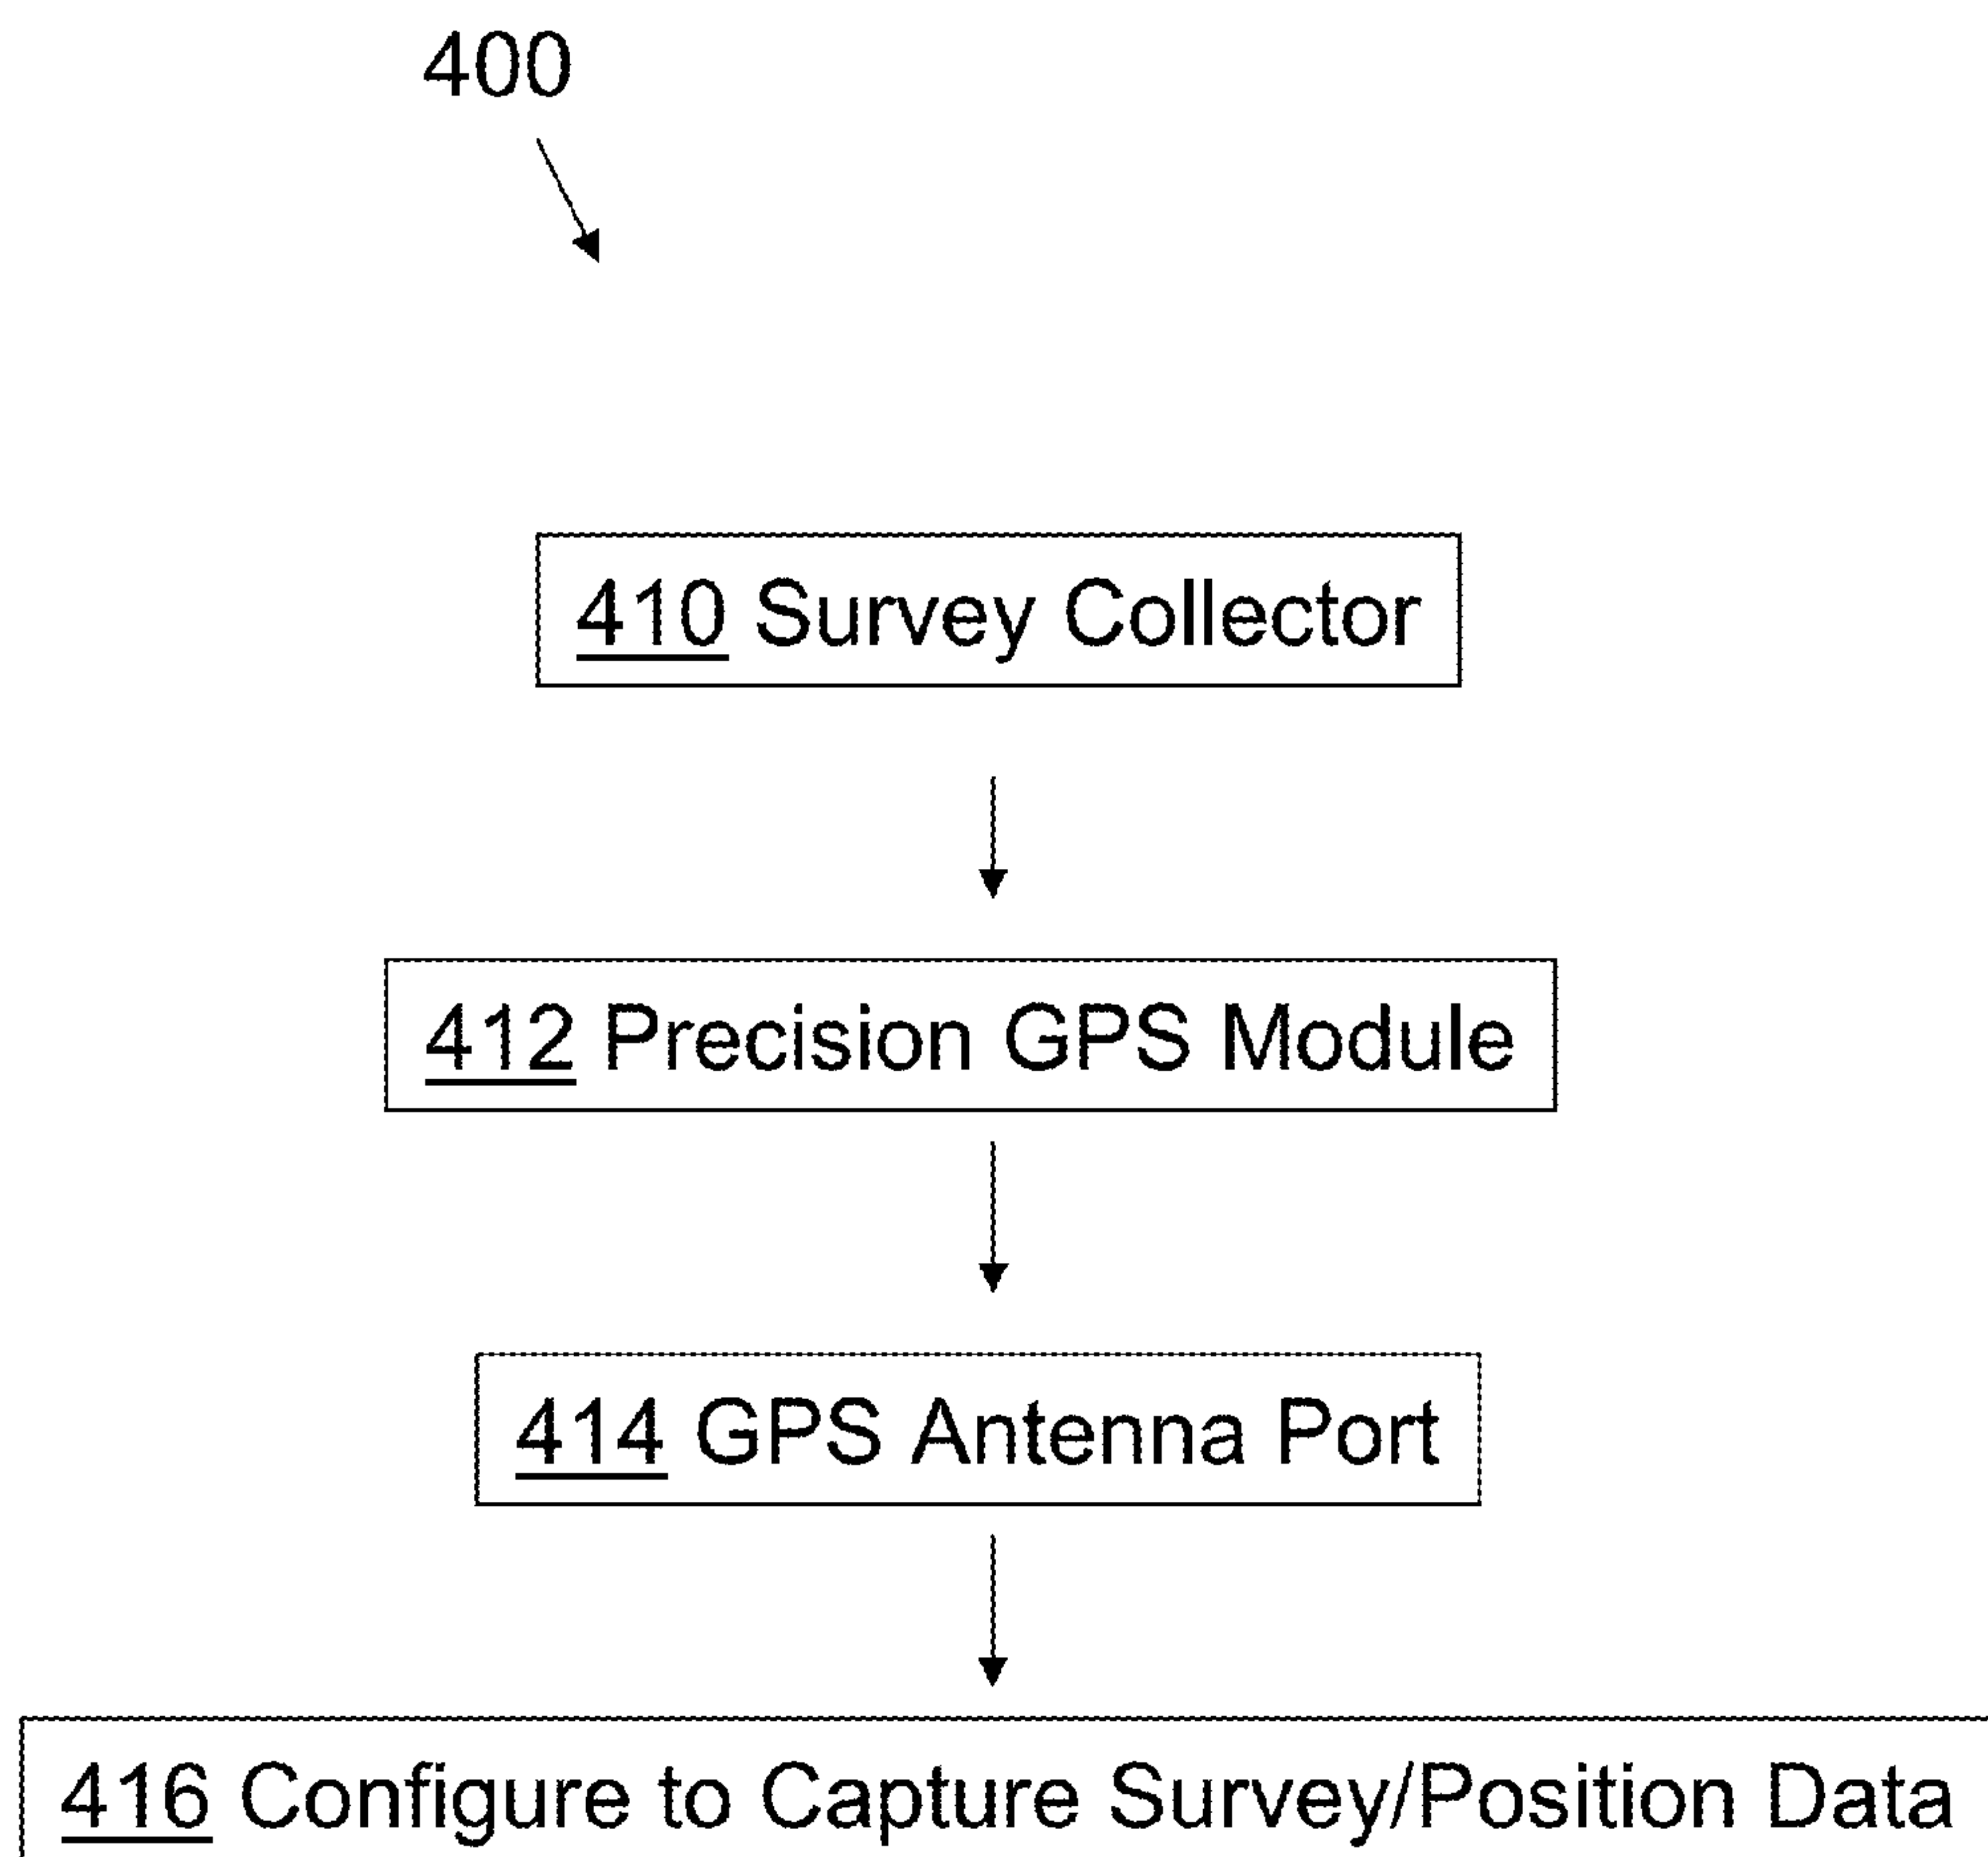 400
410 Survey Collector
412 Precision GPS Module
414 GPS Antenna Port
416 Configure to Capture Survey/Position Data